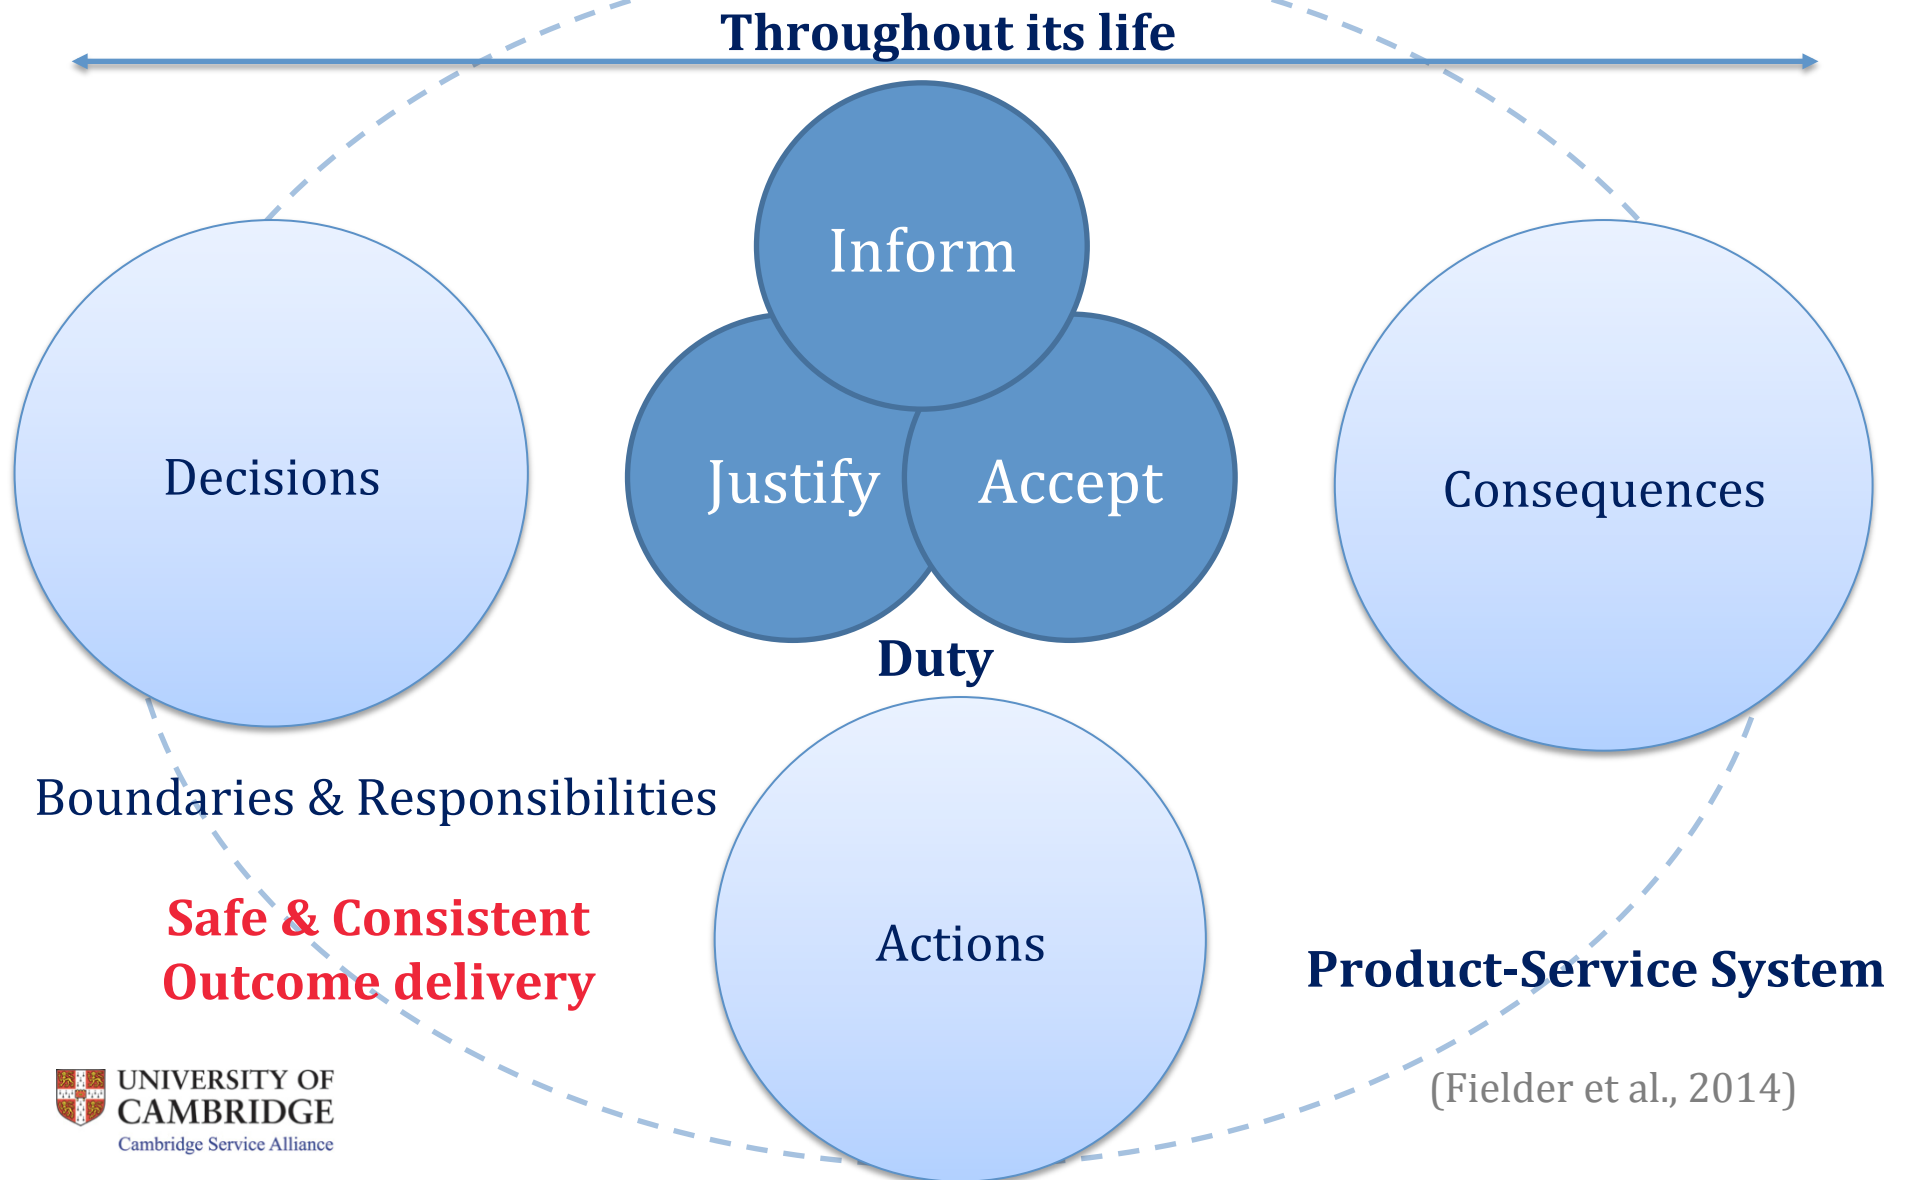 Throughout its life
Inform
Decisions
Justify
Accept
Consequences
Duty
Boundaries & Responsibilities
Safe & Consistent
Outcome delivery
Actions
Product-Service System
UNIVERSITY OF
CAMBRIDGE
Cambridge Service Alliance
(Fielder et al., 2014)